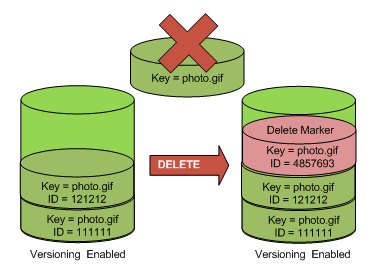 Key = photo.gif
Key = photo.gif
ID = 121212
Key = photo.gif
ID = 111111
Versioning Enabled
DELETE
Delete Marker
Key = photo.gif
ID = 4857693
Key = photo.gif
ID = 121212
Key = photo.gif
ID = 111111
Versioning Enabled